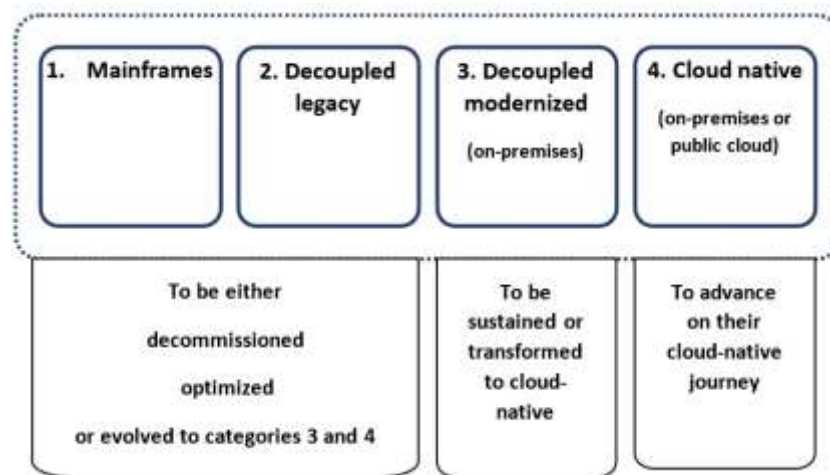 1. Mainframes
2. Decoupled
legacy
3. Decoupled
modernized
(on-premises)
4. Cloud native
(on-premises or
public cloud)
To be either
decommissioned
optimized
or evolved to categories 3 and 4
To be
sustained or
transformed
to cloud-
native
To advance
on their
cloud-native
journey